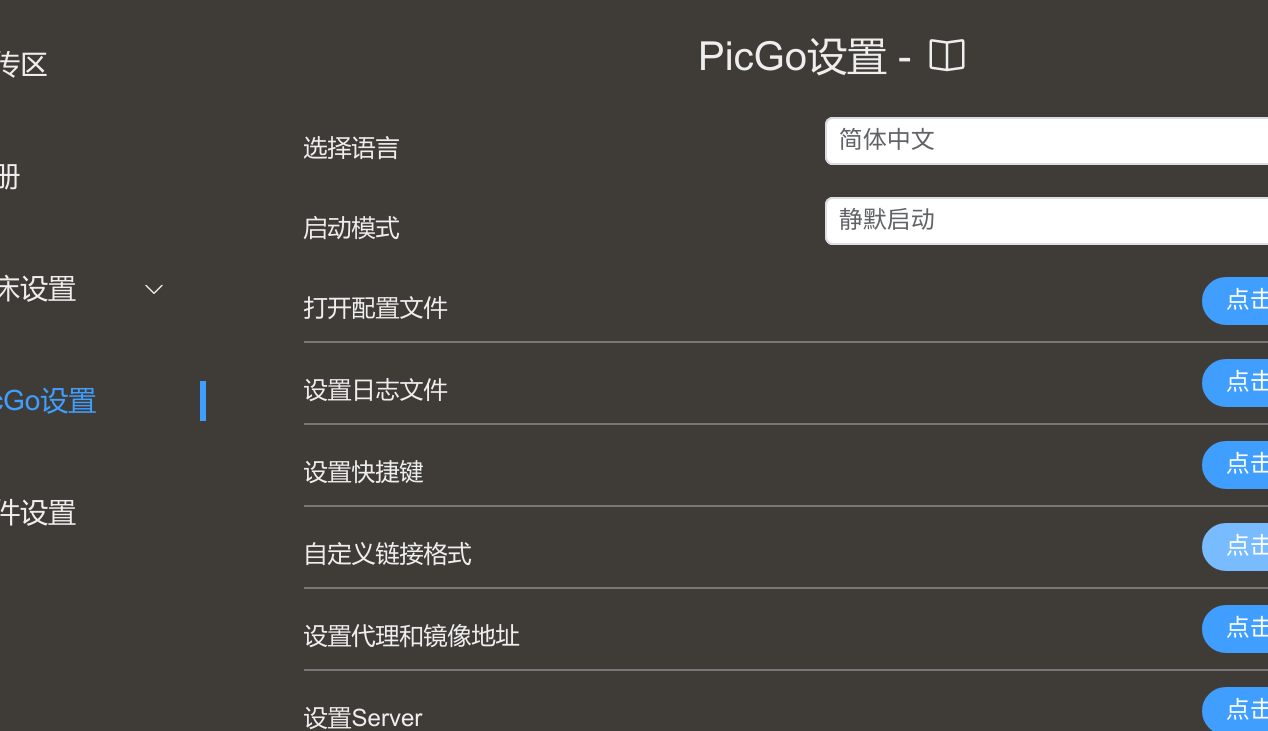 传区
册
床设置
cGo设置
件设置
PicGo设置 -
选择语言
简体中文
启动模式
静默启动
打开配置文件
点击
设置日志文件
点击
设置快捷键
点击
自定义链接格式
点击
设置代理和镜像地址
点击
设置Server
点击